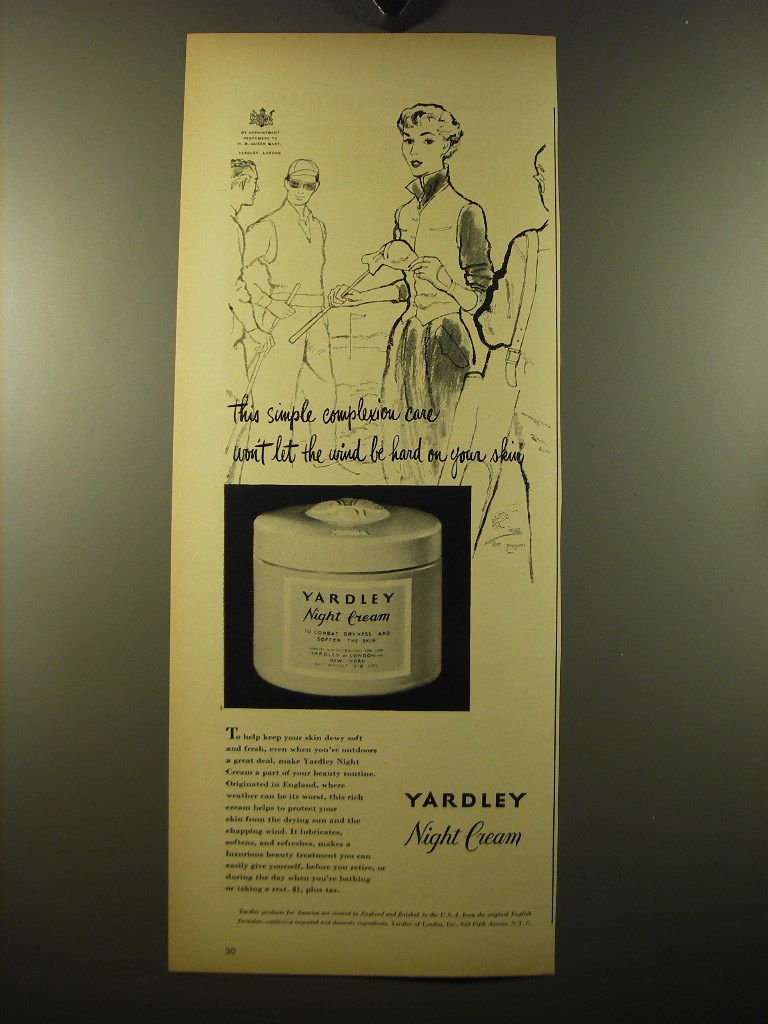 BY APPOINTMENT
PERFUMERS TO
H. M. QUEEN MARY.
YARDLEY, LONDON
this simple complexion care
won't let the wind be hard on your skin
YARDLEY
Night Cream
TO COMBAT DRYNESS AND
SOFTEN THE SKIN
YARDLEY OF LONDON INC
NEW YORK
NET WEIGHT
To help keep your skin dewy soft
and fresh, even when you're outdoors
a great deal, make Yardley Night
Cream a part of your beauty routine.
Originated in England, where
weather can be its worst, this rich
cream helps to protect your
skin from the drying sun and the
chapping wind. It lubricates,
softens, and refreshes, makes a
luxurious beauty treatment you can
easily give yourself, before you retire, or
during the day when you're bathing
or taking a rest. $1, plus tax.
YARDLEY
Night Cream
Yardley products for America are created in England and finished in the U.S.A. from the original English
formulae, combining imported and domestic ingredients. Yardley of London, Inc., 620 Fifth Avenue, N.Y.C.
50